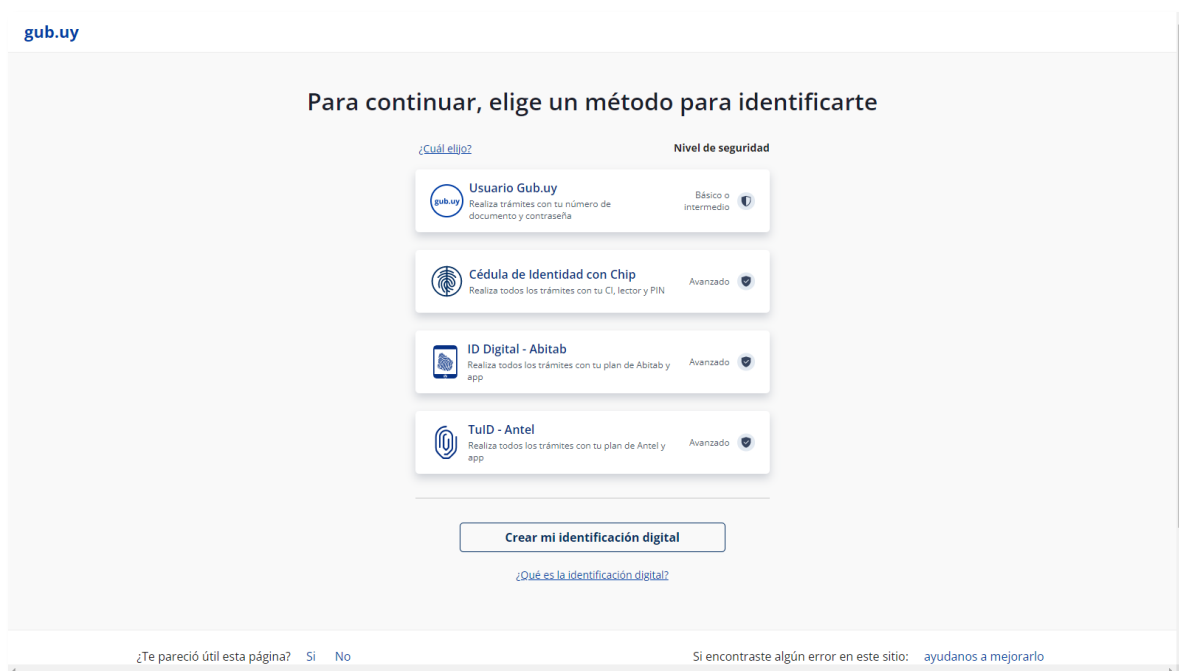 gub.uy
Para continuar, elige un método para identificarte
¿Cuál elijo?
Nivel de seguridad
gub.uy
Usuario Gub.uy
Realiza trámites con tu número de
documento y contraseña
Básico o
intermedio
Cédula de Identidad con Chip
Realiza todos los trámites con tu CI, lector y PIN
Avanzado
ID Digital - Abitab
Realiza todos los trámites con tu plan de Abitab y
app
Avanzado
TuID - Antel
Realiza todos los trámites con tu plan de Antel y
app
Avanzado
Crear mi identificación digital
¿Qué es la identificación digital?
¿Te pareció útil esta página? Si No
Si encontraste algún error en este sitio: ayudanos a mejorarlo